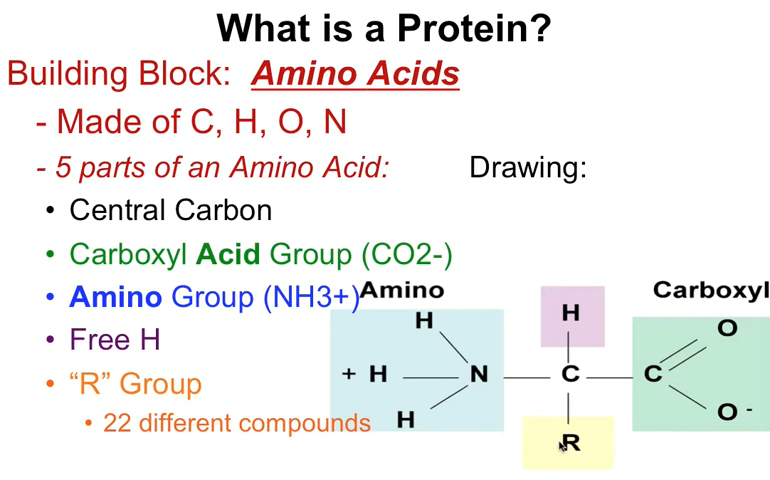 What is a Protein?
Building Block: Amino Acids
- Made of C, H, O, N
- 5 parts of an Amino Acid:
Drawing:
• Central Carbon
• Carboxyl Acid Group (CO2-)
• Amino Group (NH3+)
• Free H
• “R” Group
• 22 different compounds
Amino
Carboxyl
H
H
O
+ H N C C
H
O -
R